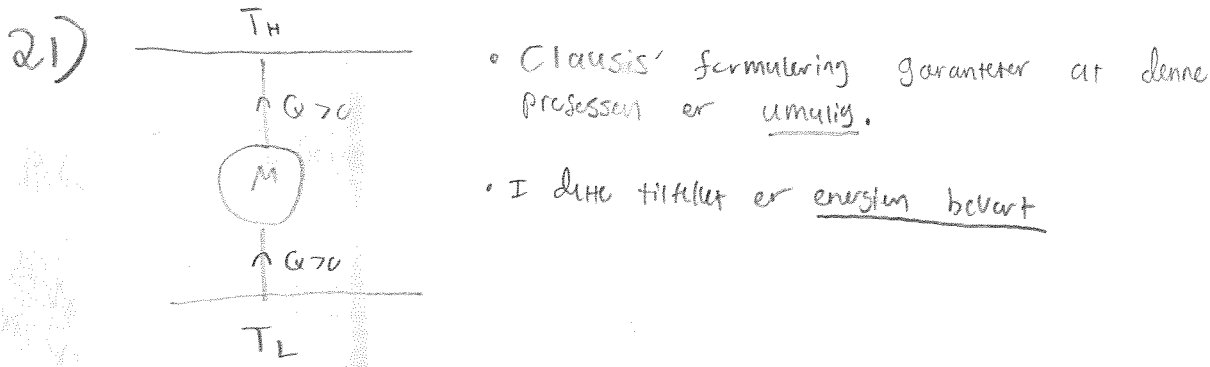 21)
T_H
Q > 0
M
Q > 0
T_L
• Clausis' formulering garanterer at denne
prosessen er umulig.
• I dette tilfellet er energien bevart